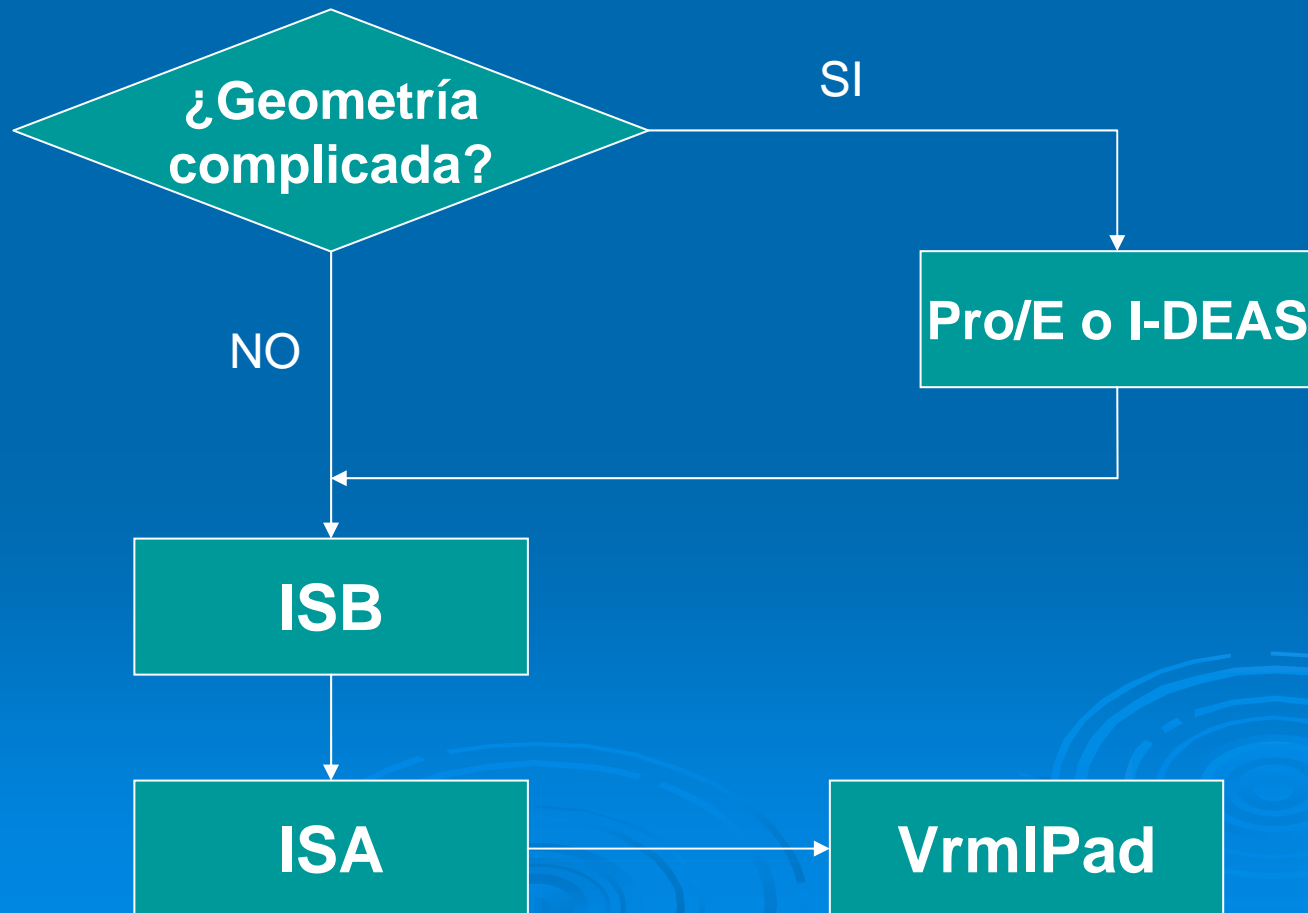 ¿Geometría
complicada?
SI
NO
Pro/E o I-DEAS
ISB
ISA
VrmlPad